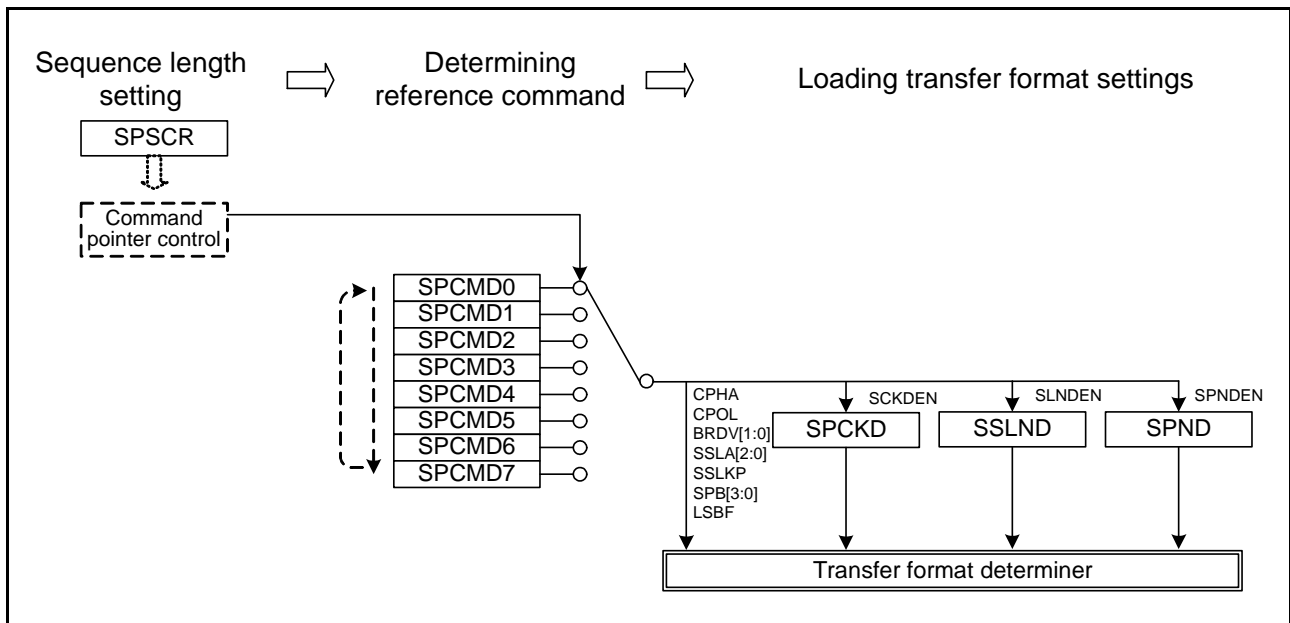 Sequence length
setting
Determining
reference command
Loading transfer format settings
SPSCR
Command
pointer control
SPCMD0
SPCMD1
SPCMD2
SPCMD3
SPCMD4
SPCMD5
SPCMD6
SPCMD7
CPHA
CPOL
BRDV[1:0]
SSLA[2:0]
SSLKP
SPB[3:0]
LSBF
SCKDEN
SPCKD
SLNDEN
SSLND
SPNDEN
SPND
Transfer format determiner